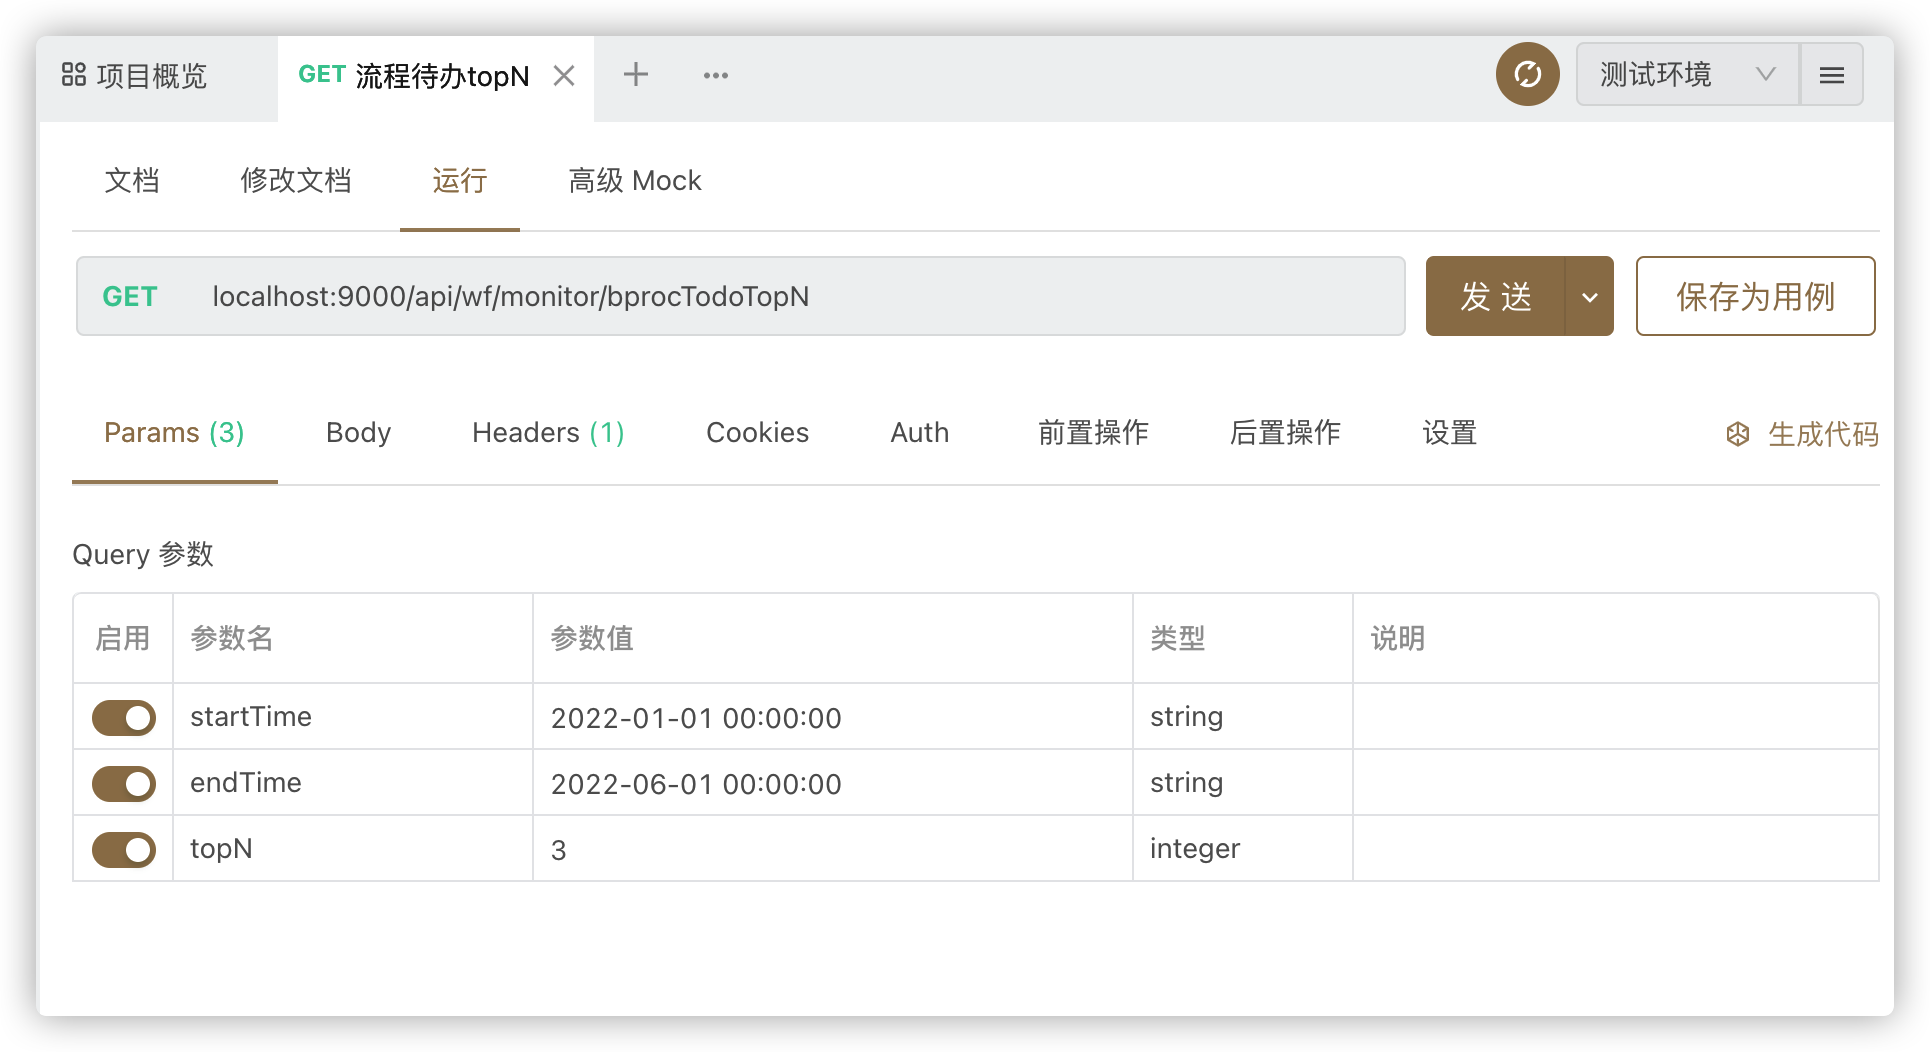 项目概览 GET 流程待办topN 测试环境
文档 修改文档 运行 高级 Mock
GET localhost:9000/api/wf/monitor/bprocTodoTopN 发 送 保存为用例
Params (3) Body Headers (1) Cookies Auth 前置操作 后置操作 设置 生成代码
Query 参数
启用 参数名 参数值 类型 说明
startTime 2022-01-01 00:00:00 string
endTime 2022-06-01 00:00:00 string
topN 3 integer